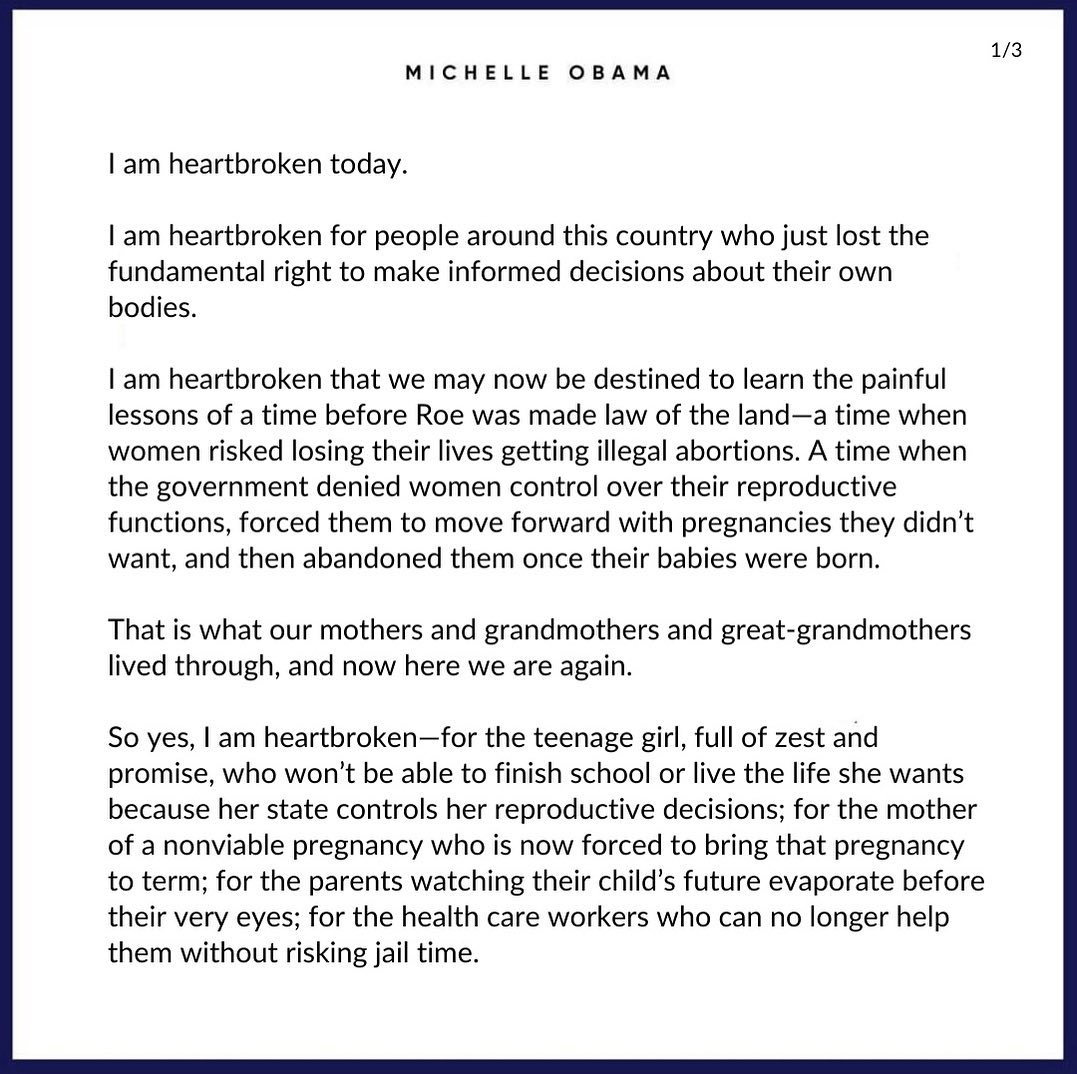 1/3
MICHELLE OBAMA
I am heartbroken today.
I am heartbroken for people around this country who just lost the
fundamental right to make informed decisions about their own
bodies.
I am heartbroken that we may now be destined to learn the painful
lessons of a time before Roe was made law of the land—a time when
women risked losing their lives getting illegal abortions. A time when
the government denied women control over their reproductive
functions, forced them to move forward with pregnancies they didn’t
want, and then abandoned them once their babies were born.
That is what our mothers and grandmothers and great-grandmothers
lived through, and now here we are again.
So yes, I am heartbroken—for the teenage girl, full of zest and
promise, who won’t be able to finish school or live the life she wants
because her state controls her reproductive decisions; for the mother
of a nonviable pregnancy who is now forced to bring that pregnancy
to term; for the parents watching their child’s future evaporate before
their very eyes; for the health care workers who can no longer help
them without risking jail time.